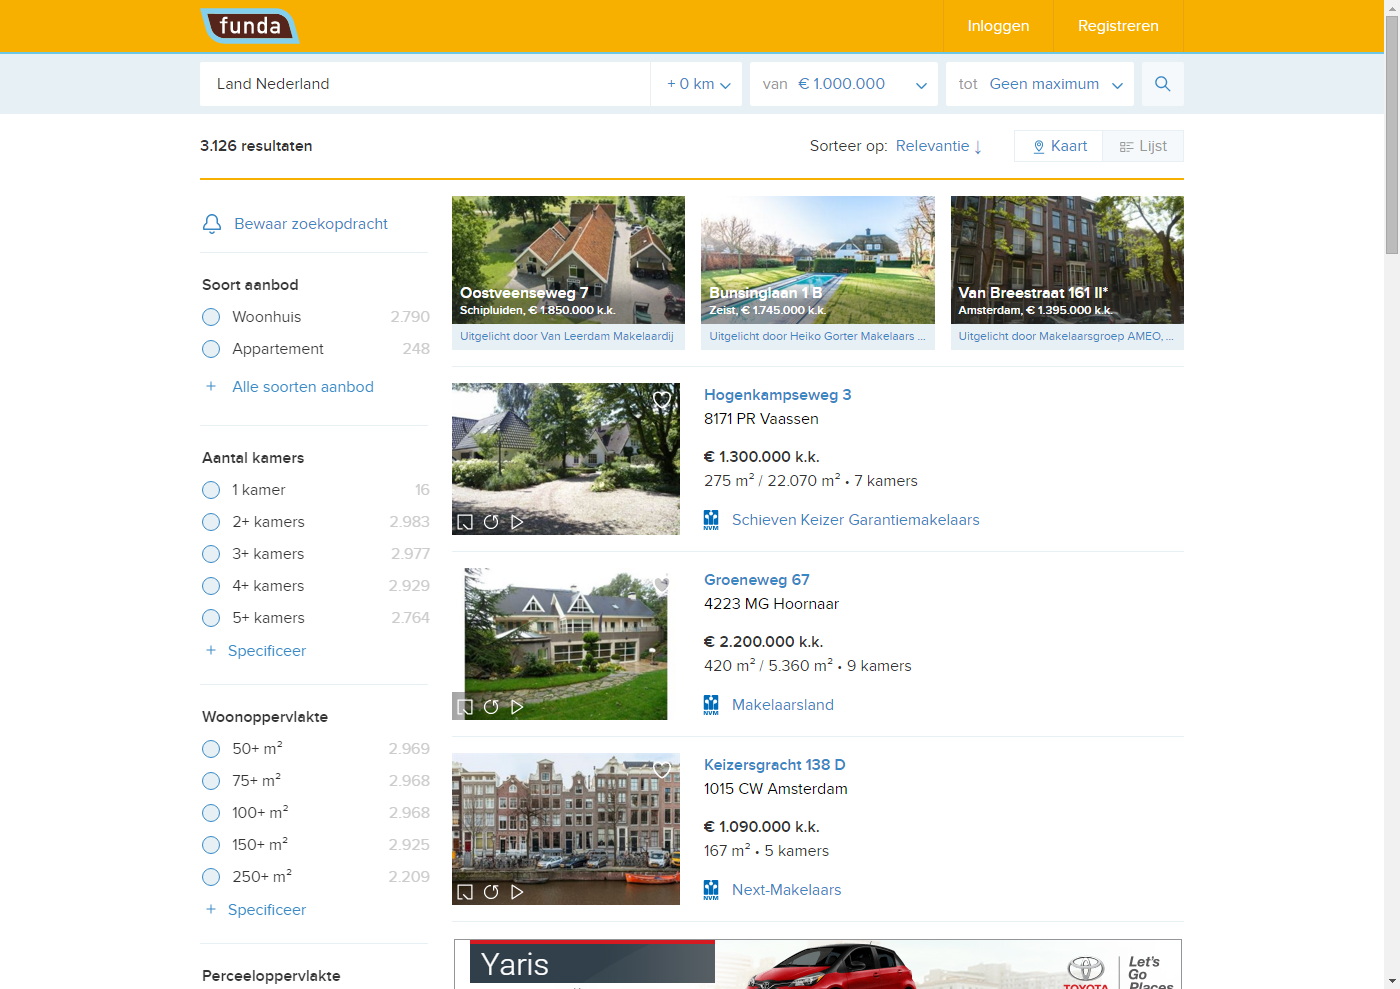 funda
Inloggen
Registreren
Land Nederland
+ 0 km
van € 1.000.000
tot Geen maximum
3.126 resultaten
Sorteer op: Relevantie ↓
Kaart
Lijst
Bewaar zoekopdracht
Soort aanbod
Woonhuis 2.790
Appartement 248
+ Alle soorten aanbod
Aantal kamers
1 kamer 16
2+ kamers 2.983
3+ kamers 2.977
4+ kamers 2.929
5+ kamers 2.764
+ Specificeer
Woonoppervlakte
50+ m² 2.969
75+ m² 2.968
100+ m² 2.968
150+ m² 2.925
250+ m² 2.209
+ Specificeer
Perceeloppervlakte
Oostveenseweg 7
Schipluiden, € 1.850.000 k.k.
Uitgelicht door Van Leerdam Makelaardij
Bunsinglaan 1 B
Zeist, € 1.745.000 k.k.
Uitgelicht door Heiko Gorter Makelaars ...
Van Breestraat 161 II*
Amsterdam, € 1.395.000 k.k.
Uitgelicht door Makelaarsgroep AMEO, ...
Hogenkampseweg 3
8171 PR Vaassen
€ 1.300.000 k.k.
275 m² / 22.070 m² • 7 kamers
NVM Schieven Keizer Garantiemakelaars
Groeneweg 67
4223 MG Hoornaar
€ 2.200.000 k.k.
420 m² / 5.360 m² • 9 kamers
NVM Makelaarsland
Keizersgracht 138 D
1015 CW Amsterdam
€ 1.090.000 k.k.
167 m² • 5 kamers
NVM Next-Makelaars
Yaris
TOYOTA
Let's
Go
Places